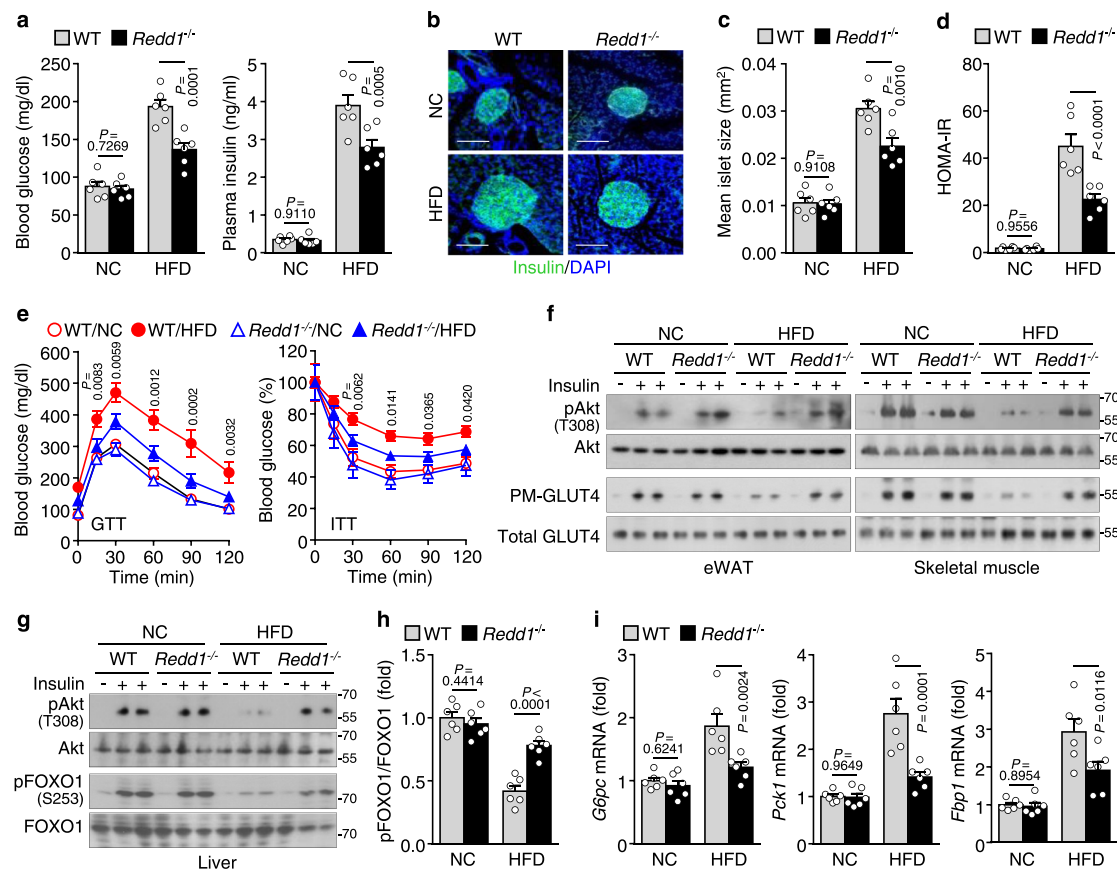 a
WT Redd1-/-
Blood glucose (mg/dl)
250
200
150
100
50
0
P=
0.7269
P=
0.0001
NC HFD
Plasma insulin (ng/ml)
5
4
3
2
1
0
P=
0.9110
P=
0.0005
NC HFD
b
WT Redd1-/-
NC
HFD
Insulin/DAPI
c
WT Redd1-/-
Mean islet size (mm2)
0.04
0.03
0.02
0.01
0.00
P=
0.9108
P=
0.0010
NC HFD
d
WT Redd1-/-
HOMA-IR
80
60
40
20
0
P=
0.9556
P<0.0001
NC HFD
e
WT/NC WT/HFD Redd1-/-/NC Redd1-/-/HFD
Blood glucose (mg/dl)
600
500
400
300
200
100
0
P=
0.0083
0.0059
0.0012
0.0002
0.0032
GTT
0 30 60 90 120
Time (min)
Blood glucose (%)
120
100
80
60
40
20
0
P=
0.0062
0.0141
0.0365
0.0420
ITT
0 30 60 90 120
Time (min)
f
NC HFD NC HFD
WT Redd1-/- WT Redd1-/- WT Redd1-/- WT Redd1-/-
Insulin - + + - + + - + + - + + - + + - + + - + + - + +
pAkt
(T308)
-70
-55
Akt
-70
-55
PM-GLUT4
-55
Total GLUT4
-55
eWAT Skeletal muscle
g
NC HFD
WT Redd1-/- WT Redd1-/-
Insulin - + + - + + - + + - + +
pAkt
(T308)
-70
-55
Akt
-70
-55
pFOXO1
(S253)
-70
FOXO1
-70
Liver
h
WT Redd1-/-
pFOXO1/FOXO1 (fold)
1.5
1.0
0.5
0.0
P=
0.4414
P<
0.0001
NC HFD
i
WT Redd1-/-
G6pc mRNA (fold)
6
4
2
0
P=
0.6241
P=0.0024
NC HFD
Pck1 mRNA (fold)
4
3
2
1
0
P=
0.9649
P=0.0001
NC HFD
Fbp1 mRNA (fold)
5
4
3
2
1
0
P=
0.8954
P=0.0116
NC HFD